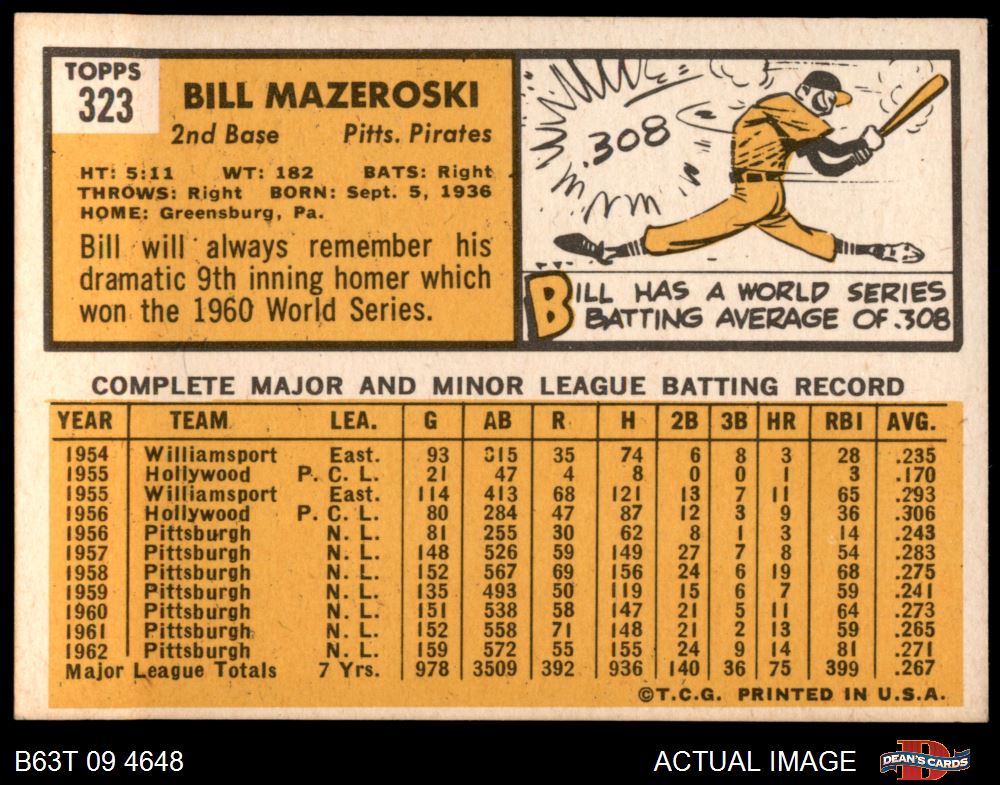 TOPPS
323
BILL MAZEROSKI
2nd Base Pitts. Pirates
HT: 5:11 WT: 182 BATS: Right
THROWS: Right BORN: Sept. 5, 1936
HOME: Greensburg, Pa.
Bill will always remember his
dramatic 9th inning homer which
won the 1960 World Series.
.308
BILL HAS A WORLD SERIES
BATTING AVERAGE OF .308
COMPLETE MAJOR AND MINOR LEAGUE BATTING RECORD
YEAR TEAM LEA. G AB R H 2B 3B HR RBI AVG.
1954 Williamsport East. 93 315 35 74 6 8 3 28 .235
1955 Hollywood P. C. L. 21 47 4 8 0 0 1 3 .170
1955 Williamsport East. 114 413 68 121 13 7 11 65 .293
1956 Hollywood P. C. L. 80 284 47 87 12 3 9 36 .306
1956 Pittsburgh N. L. 81 255 30 62 8 1 3 14 .243
1957 Pittsburgh N. L. 148 526 59 149 27 7 8 54 .283
1958 Pittsburgh N. L. 152 567 69 156 24 6 19 68 .275
1959 Pittsburgh N. L. 135 493 50 119 15 6 7 59 .241
1960 Pittsburgh N. L. 151 538 58 147 21 5 11 64 .273
1961 Pittsburgh N. L. 152 558 71 148 21 2 13 59 .265
1962 Pittsburgh N. L. 159 572 55 155 24 9 14 81 .271
Major League Totals 7 Yrs. 978 3509 392 936 140 36 75 399 .267
©T.C.G. PRINTED IN U.S.A.
B63T 09 4648 ACTUAL IMAGE DEAN'S CARDS